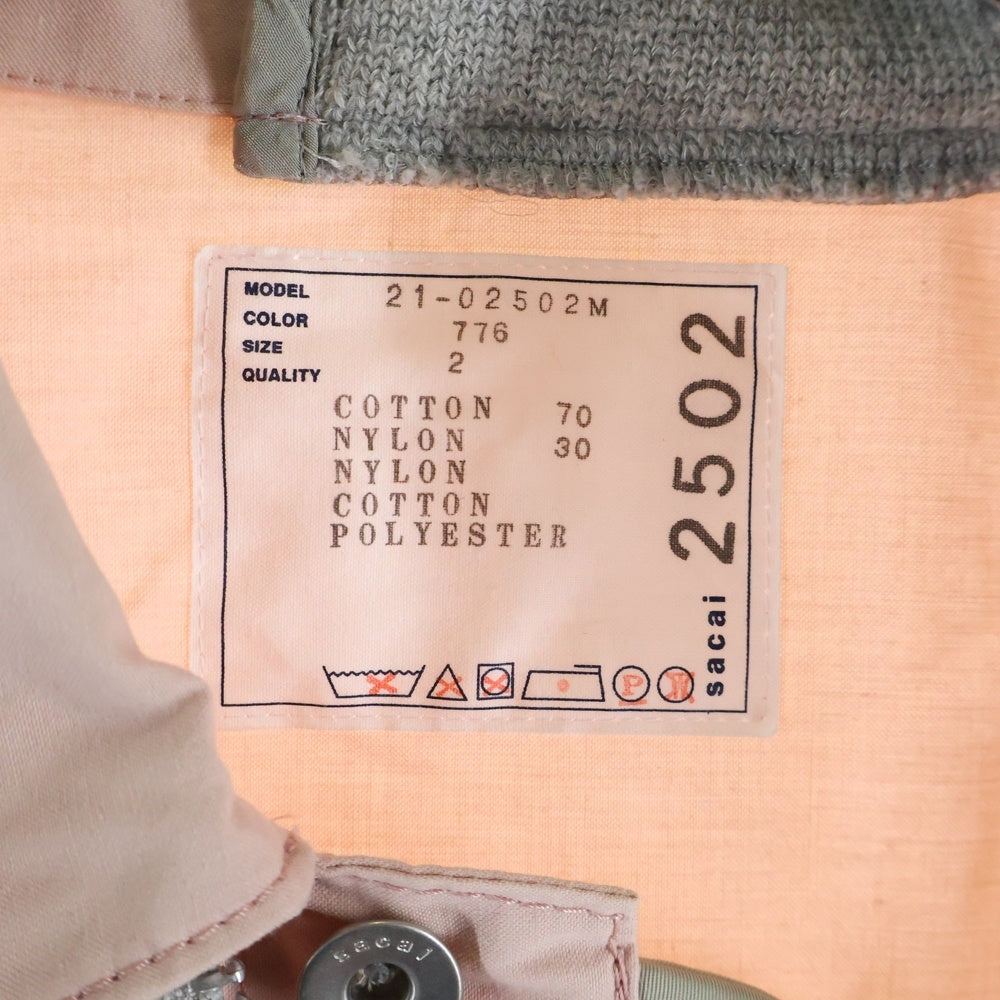 MODEL 21-02502M
COLOR 776
SIZE 2
QUALITY
COTTON 70
NYLON 30
NYLON
COTTON
POLYESTER
sacai 2502
P
sacai